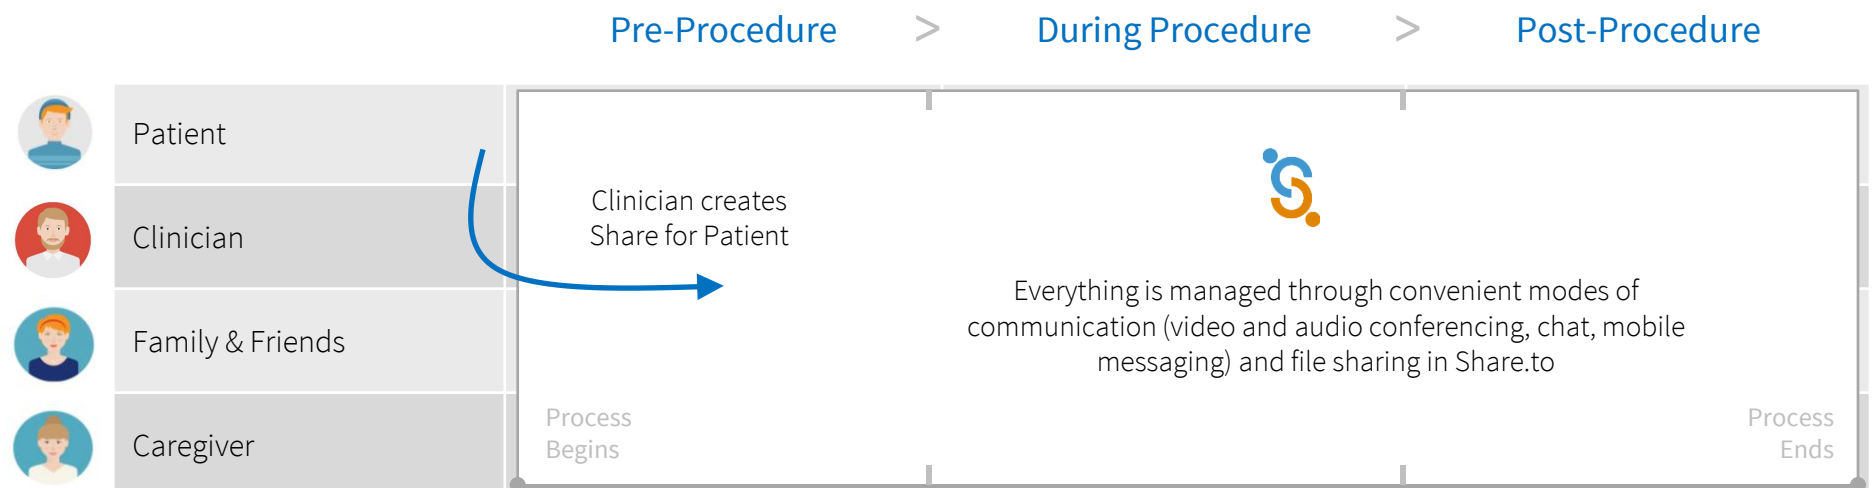 Pre-Procedure > During Procedure > Post-Procedure
Patient
Clinician creates
Share for Patient
Clinician
Everything is managed through convenient modes of
communication (video and audio conferencing, chat, mobile
messaging) and file sharing in Share.to
Family & Friends
Process
Begins
Process
Ends
Caregiver